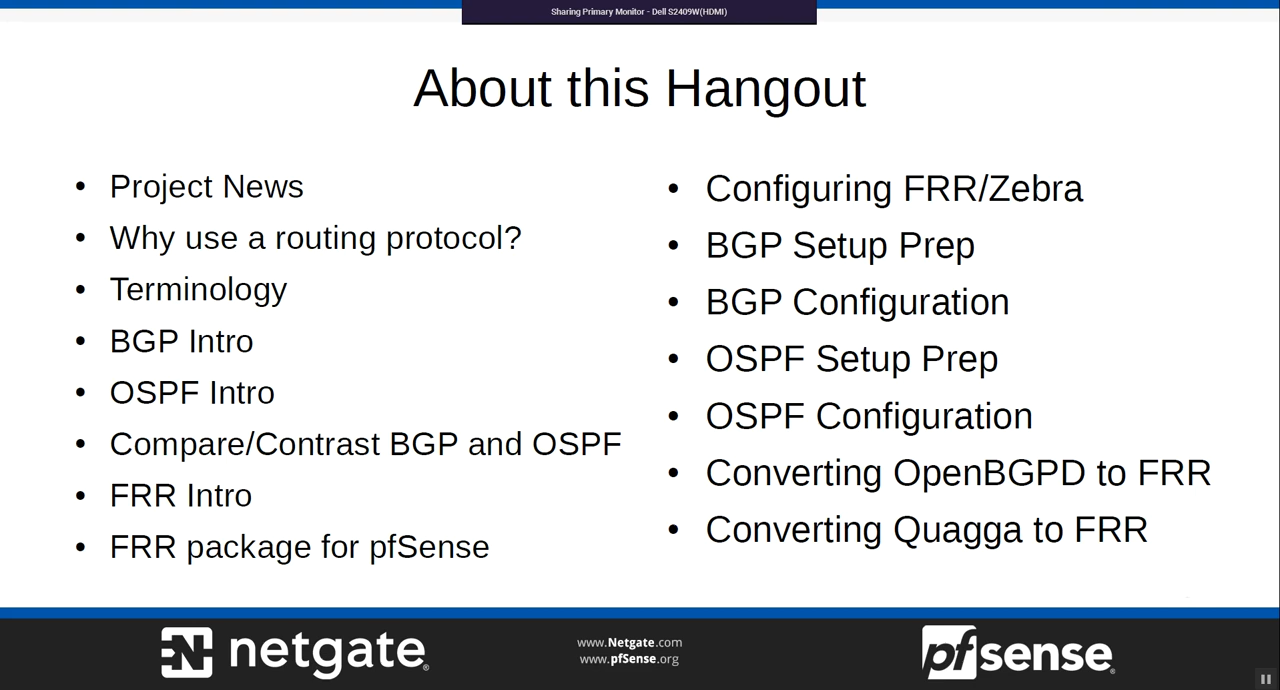 Sharing Primary Monitor - Dell S2409W(HDMI)
About this Hangout
• Project News
• Why use a routing protocol?
• Terminology
• BGP Intro
• OSPF Intro
• Compare/Contrast BGP and OSPF
• FRR Intro
• FRR package for pfSense
• Configuring FRR/Zebra
• BGP Setup Prep
• BGP Configuration
• OSPF Setup Prep
• OSPF Configuration
• Converting OpenBGPD to FRR
• Converting Quagga to FRR
N netgate®
www.Netgate.com
www.pfSense.org
pfsense®